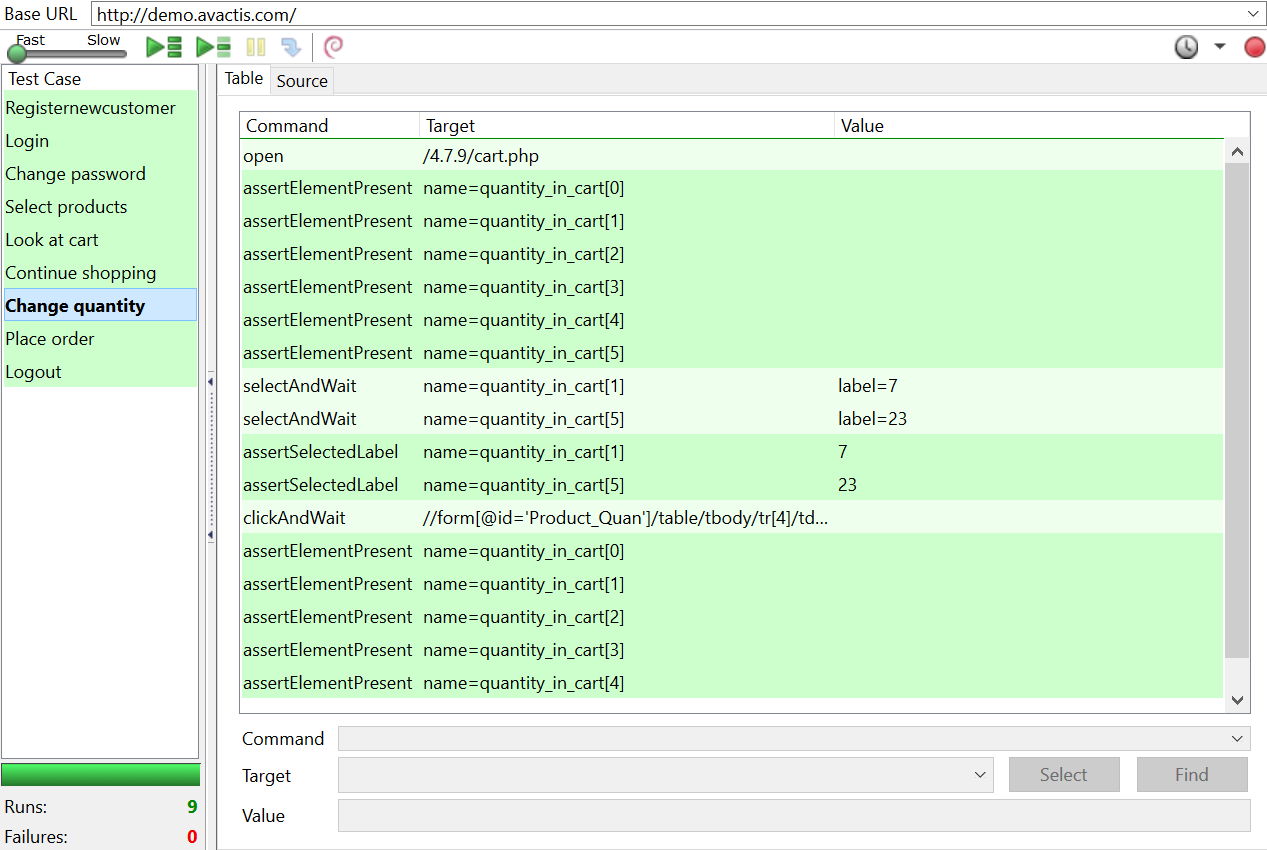 Base URL http://demo.avactis.com/
Fast Slow
Test Case
Registernewcustomer
Login
Change password
Select products
Look at cart
Continue shopping
Change quantity
Place order
Logout
Runs: 9
Failures: 0
Table Source
Command Target Value
open /4.7.9/cart.php
assertElementPresent name=quantity_in_cart[0]
assertElementPresent name=quantity_in_cart[1]
assertElementPresent name=quantity_in_cart[2]
assertElementPresent name=quantity_in_cart[3]
assertElementPresent name=quantity_in_cart[4]
assertElementPresent name=quantity_in_cart[5]
selectAndWait name=quantity_in_cart[1] label=7
selectAndWait name=quantity_in_cart[5] label=23
assertSelectedLabel name=quantity_in_cart[1] 7
assertSelectedLabel name=quantity_in_cart[5] 23
clickAndWait //form[@id='Product_Quan']/table/tbody/tr[4]/td...
assertElementPresent name=quantity_in_cart[0]
assertElementPresent name=quantity_in_cart[1]
assertElementPresent name=quantity_in_cart[2]
assertElementPresent name=quantity_in_cart[3]
assertElementPresent name=quantity_in_cart[4]
Command
Target Select Find
Value